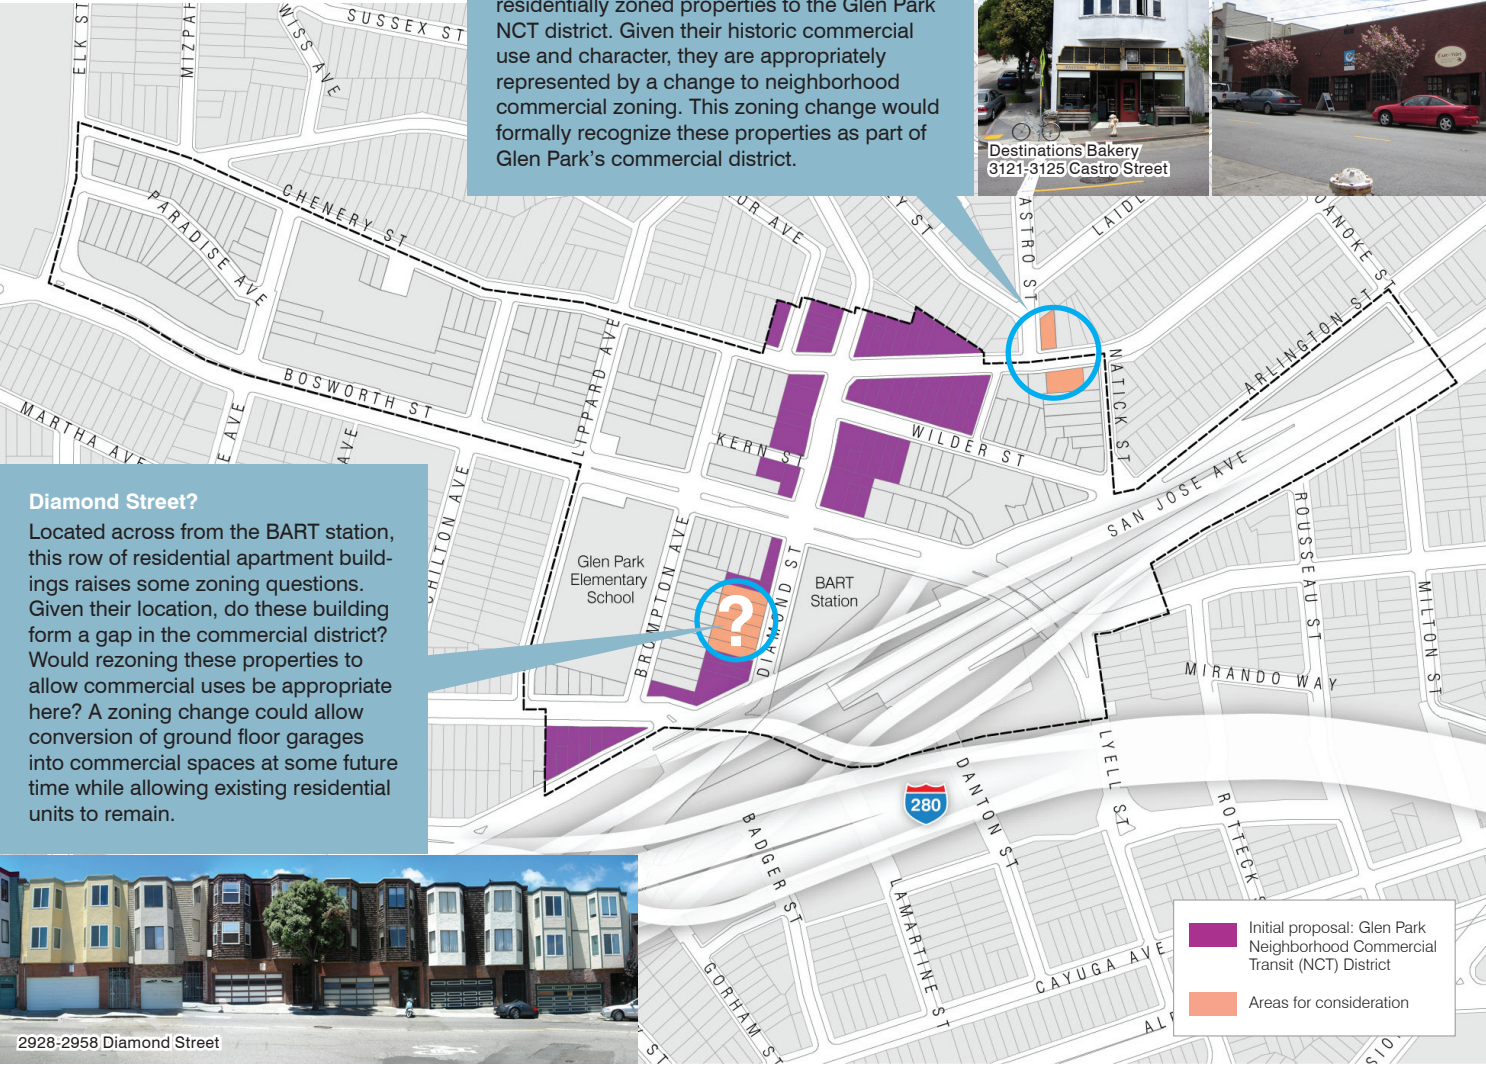 residentially zoned properties to the Glen Park
NCT district. Given their historic commercial
use and character, they are appropriately
represented by a change to neighborhood
commercial zoning. This zoning change would
formally recognize these properties as part of
Glen Park's commercial district.
Destinations Bakery
3121-3125 Castro Street
ELK ST
MIZPAH
SUSSEX ST
AVE
CHENERY ST
PARADISE AVE
AVE
ST
ST
LAID
ARLINGTON ST
NATICK ST
BOSWORTH ST
LIPPARD AVE
MARTHA AVE
AVE
AVE
KERN ST
WILDER ST
SAN JOSE AVE
ROUSSEAU ST
MILTON ST
CHILTON AVE
BROMPTON AVE
DIAMOND ST
Glen Park
Elementary
School
BART
Station
?
MIRANDO WAY
LYELL ST
DANTON ST
280
BADGER ST
ROTTECK
LAMARTINE ST
CAYUGA AVE
GORHAM ST
ST
Diamond Street?
Located across from the BART station,
this row of residential apartment build-
ings raises some zoning questions.
Given their location, do these building
form a gap in the commercial district?
Would rezoning these properties to
allow commercial uses be appropriate
here? A zoning change could allow
conversion of ground floor garages
into commercial spaces at some future
time while allowing existing residential
units to remain.
2928-2958 Diamond Street
Initial proposal: Glen Park
Neighborhood Commercial
Transit (NCT) District
Areas for consideration